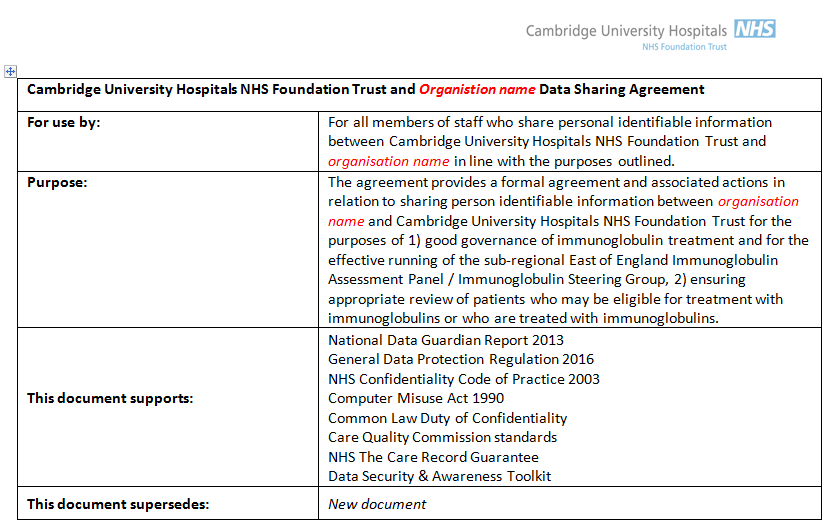 Cambridge University Hospitals NHS
NHS Foundation Trust
Cambridge University Hospitals NHS Foundation Trust and Organistion name Data Sharing Agreement
For use by:
For all members of staff who share personal identifiable information
between Cambridge University Hospitals NHS Foundation Trust and
organisation name in line with the purposes outlined.
Purpose:
The agreement provides a formal agreement and associated actions in
relation to sharing person identifiable information between organisation
name and Cambridge University Hospitals NHS Foundation Trust for the
purposes of 1) good governance of immunoglobulin treatment and for the
effective running of the sub-regional East of England Immunoglobulin
Assessment Panel / Immunoglobulin Steering Group, 2) ensuring
appropriate review of patients who may be eligible for treatment with
immunoglobulins or who are treated with immunoglobulins.
This document supports:
National Data Guardian Report 2013
General Data Protection Regulation 2016
NHS Confidentiality Code of Practice 2003
Computer Misuse Act 1990
Common Law Duty of Confidentiality
Care Quality Commission standards
NHS The Care Record Guarantee
Data Security & Awareness Toolkit
This document supersedes:
New document